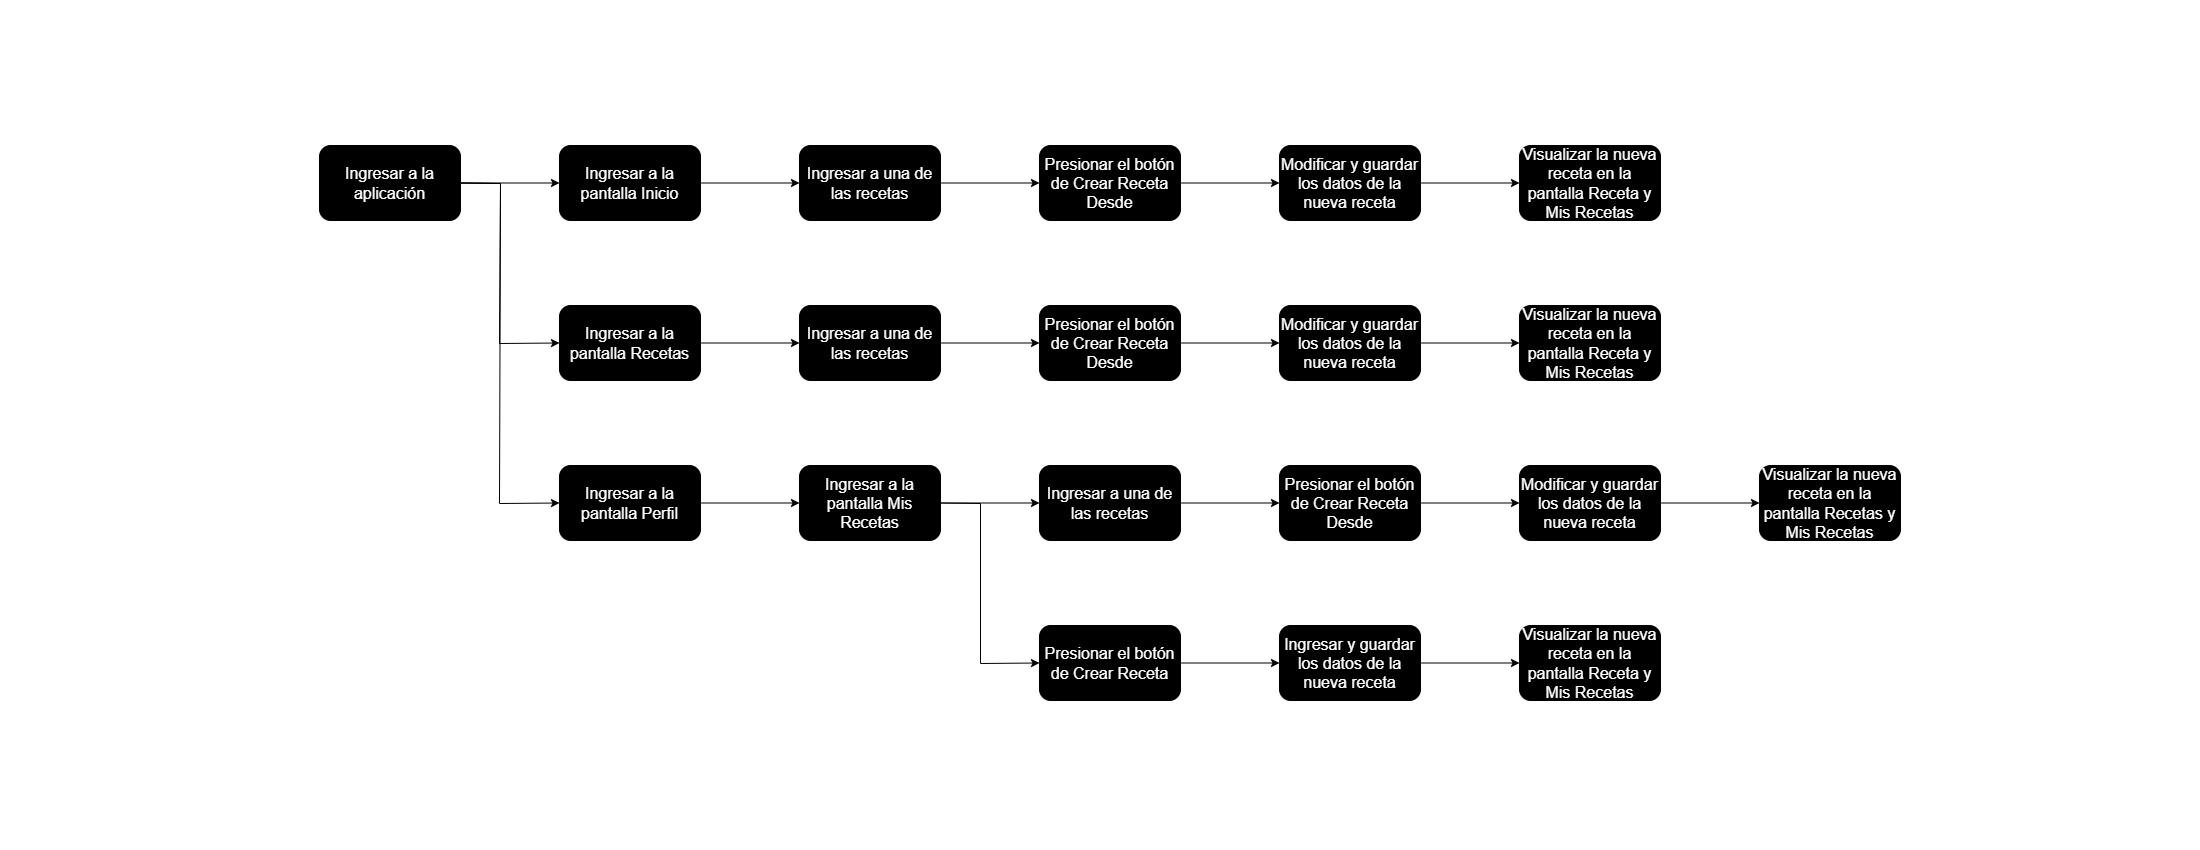 Ingresar a la
aplicación
Ingresar a la
pantalla Inicio
Ingresar a una de
las recetas
Presionar el botón
de Crear Receta
Desde
Modificar y guardar
los datos de la
nueva receta
Visualizar la nueva
receta en la
pantalla Receta y
Mis Recetas
Ingresar a la
pantalla Recetas
Ingresar a una de
las recetas
Presionar el botón
de Crear Receta
Desde
Modificar y guardar
los datos de la
nueva receta
Visualizar la nueva
receta en la
pantalla Receta y
Mis Recetas
Ingresar a la
pantalla Perfil
Ingresar a la
pantalla Mis
Recetas
Ingresar a una de
las recetas
Presionar el botón
de Crear Receta
Desde
Modificar y guardar
los datos de la
nueva receta
Visualizar la nueva
receta en la
pantalla Recetas y
Mis Recetas
Presionar el botón
de Crear Receta
Ingresar y guardar
los datos de la
nueva receta
Visualizar la nueva
receta en la
pantalla Receta y
Mis Recetas